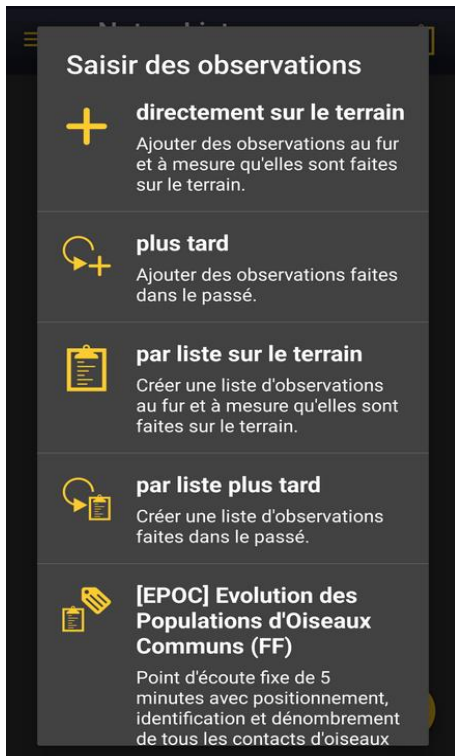 Saisir des observations
directement sur le terrain
Ajouter des observations au fur
et à mesure qu'elles sont faites
sur le terrain.
plus tard
Ajouter des observations faites
dans le passé.
par liste sur le terrain
Créer une liste d'observations
au fur et à mesure qu'elles sont
faites sur le terrain.
par liste plus tard
Créer une liste d'observations
faites dans le passé.
[EPOC] Evolution des
Populations d'Oiseaux
Communs (FF)
Point d'écoute fixe de 5
minutes avec positionnement,
identification et dénombrement
de tous les contacts d'oiseaux